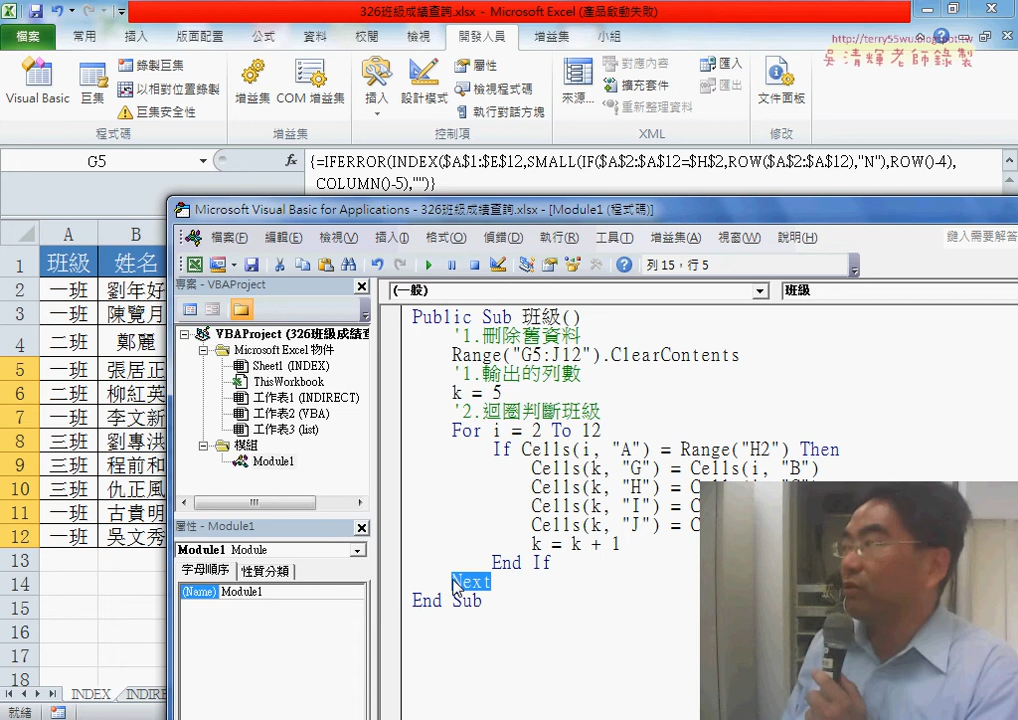 326班級成績查詢.xlsx - Microsoft Excel (產品啟動失敗)
檔案 常用 插入 版面配置 公式 資料 校閱 檢視 開發人員 增益集 小組
http://terry55wu.blogspot.tw
吳清輝老師錄製
錄製巨集 屬性 對應內容 匯入
以相對位置錄製 檢視程式碼 擴充套件 匯出
Visual Basic 巨集 巨集安全性 增益集 COM 增益集 插入 設計模式 執行對話方塊 來源... 重新整理資料 文件面板
程式碼 增益集 控制項 XML 修改
G5 fx {=IFERROR(INDEX($A$1:$E$12,SMALL(IF($A$2:$A$12=$H$2,ROW($A$2:$A$12),"N"),ROW()-4),
COLUMN()-5),"")}
Microsoft Visual Basic for Applications - 326班級成績查詢.xlsx - [Module1 (程式碼)]
檔案(F) 編輯(E) 檢視(V) 插入(I) 格式(O) 偵錯(D) 執行(R) 工具(T) 增益集(A) 視窗(W) 說明(H) 鍵入需要解答
列 15，行 5
A B
1 班級 姓名
2 一班 劉年好
3 一班 陳覽月
4 二班 鄭麗
5 一班 張居正
6 二班 柳紅英
7 一班 李文新
8 三班 劉專洪
9 三班 程前和
10 三班 仇正風
11 一班 古貴明
12 一班 吳文秀
13
14
15
16
17
18
INDEX
就緒
專案 - VBAProject
VBAProject (326班級成績查
Microsoft Excel 物件
Sheet1 (INDEX)
ThisWorkbook
工作表1 (INDIRECT)
工作表2 (VBA)
工作表3 (list)
模組
Module1
屬性 - Module1
Module1 Module
字母順序 性質分類
(Name) Module1
(一般) 班級
Public Sub 班級()
'1.刪除舊資料
Range("G5:J12").ClearContents
'1.輸出的列數
k = 5
'2.迴圈判斷班級
For i = 2 To 12
If Cells(i, "A") = Range("H2") Then
Cells(k, "G") = Cells(i, "B")
Cells(k, "H") =
Cells(k, "I") =
Cells(k, "J") =
k = k + 1
End If
Next
End Sub